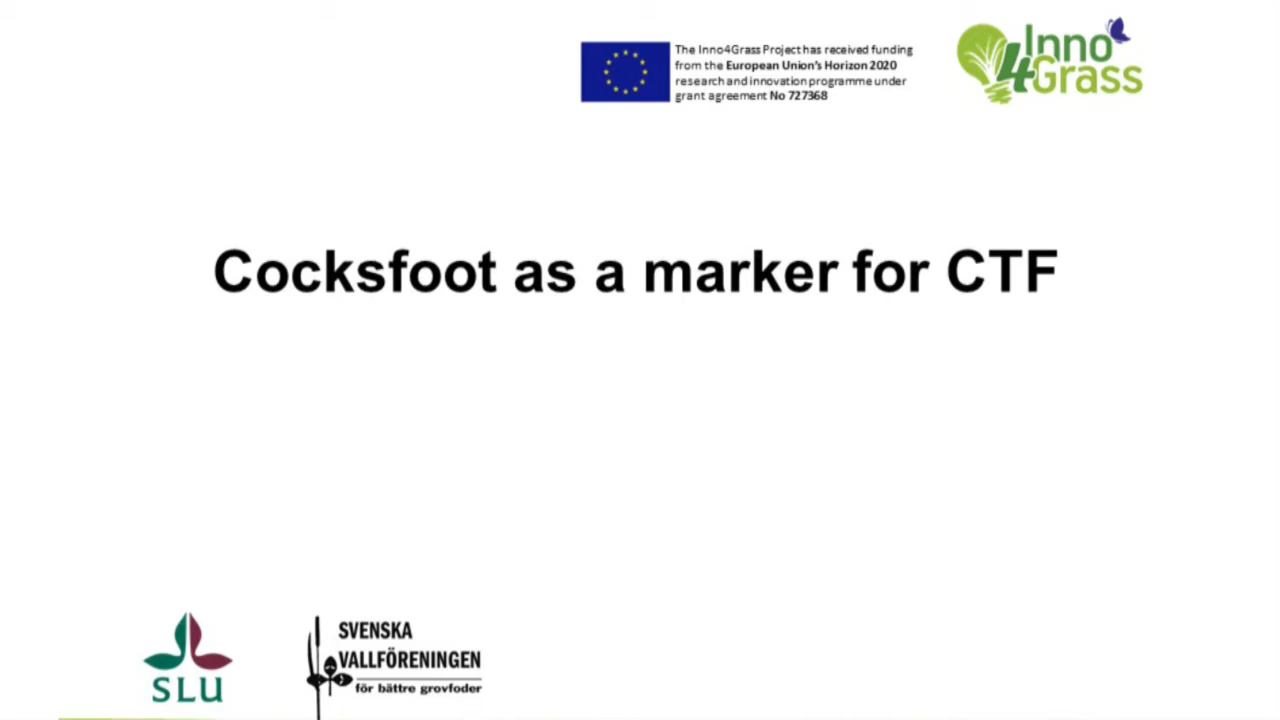 The Inno4Grass Project has received funding
from the European Union's Horizon 2020
research and innovation programme under
grant agreement No 727368
Inno
4Grass
Cocksfoot as a marker for CTF
SLU
SVENSKA
VALLFÖRENINGEN
för bättre grovfoder